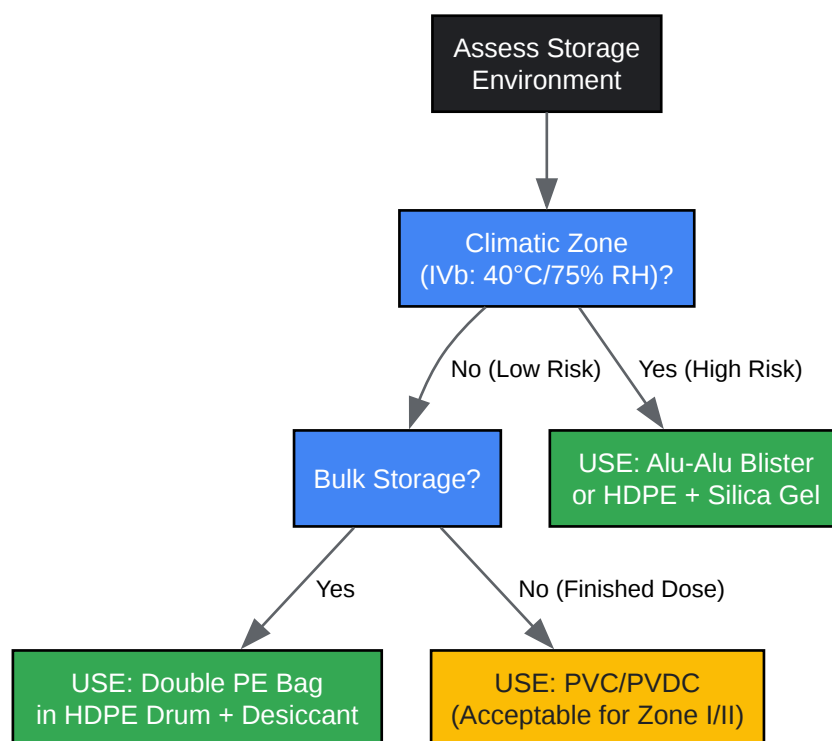 Assess Storage
Environment
Climatic Zone
(IVb: 40°C/75% RH)?
No (Low Risk)
Yes (High Risk)
Bulk Storage?
USE: Alu-Alu Blister
or HDPE + Silica Gel
Yes
No (Finished Dose)
USE: Double PE Bag
in HDPE Drum + Desiccant
USE: PVC/PVDC
(Acceptable for Zone I/II)